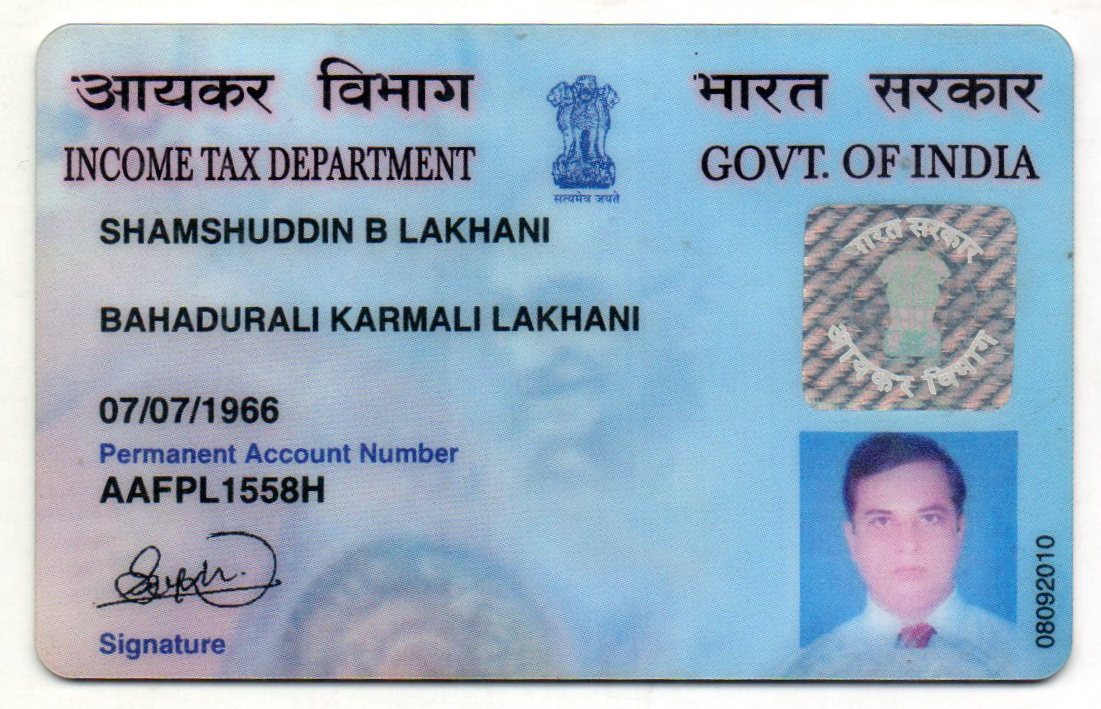 आयकर विभाग
भारत सरकार
INCOME TAX DEPARTMENT
GOVT. OF INDIA
सत्यमेव जयते
SHAMSHUDDIN B LAKHANI
भारत सरकार
आयकर विभाग
BAHADURALI KARMALI LAKHANI
07/07/1966
Permanent Account Number
AAFPL1558H
Signature
08092010